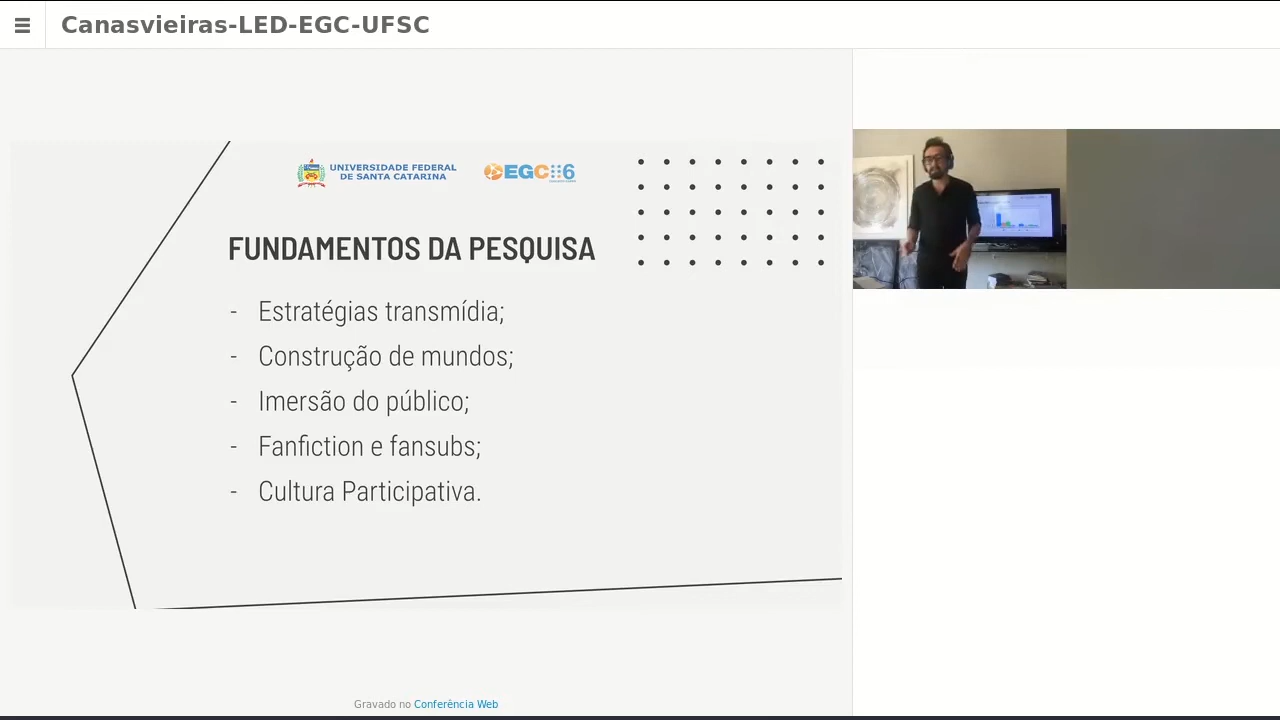 Canasvieiras-LED-EGC-UFSC
UNIVERSIDADE FEDERAL
DE SANTA CATARINA
EGC 6
FUNDAMENTOS DA PESQUISA
- Estratégias transmídia;
- Construção de mundos;
- Imersão do público;
- Fanfiction e fansubs;
- Cultura Participativa.
Gravado no Conferência Web